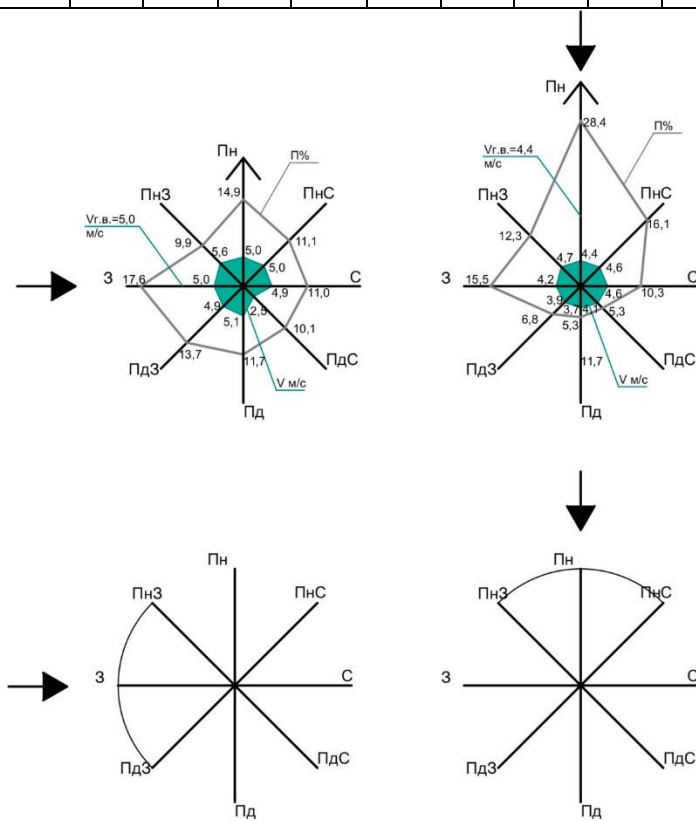 Пн
14,9
П%
ПнЗ
ПнС
Vг.в.=5,0
м/с
9,9
11,1
5,6
5,0
5,0
З
17,6
5,0
4,9
11,0
С
4,9
5,1
2,5
10,1
13,7
11,7
ПдЗ
ПдС
V м/с
Пд
Пн
28,4
П%
Vг.в.=4,4
м/с
ПнЗ
ПнС
16,1
12,3
4,7
4,4
4,6
З
15,5
4,2
4,6
10,3
С
3,9
3,7
4,1
5,3
6,8
5,3
11,7
ПдЗ
ПдС
V м/с
Пд
Пн
ПнЗ
ПнС
З
С
ПдЗ
ПдС
Пд
Пн
ПнЗ
ПнС
З
С
ПдЗ
ПдС
Пд